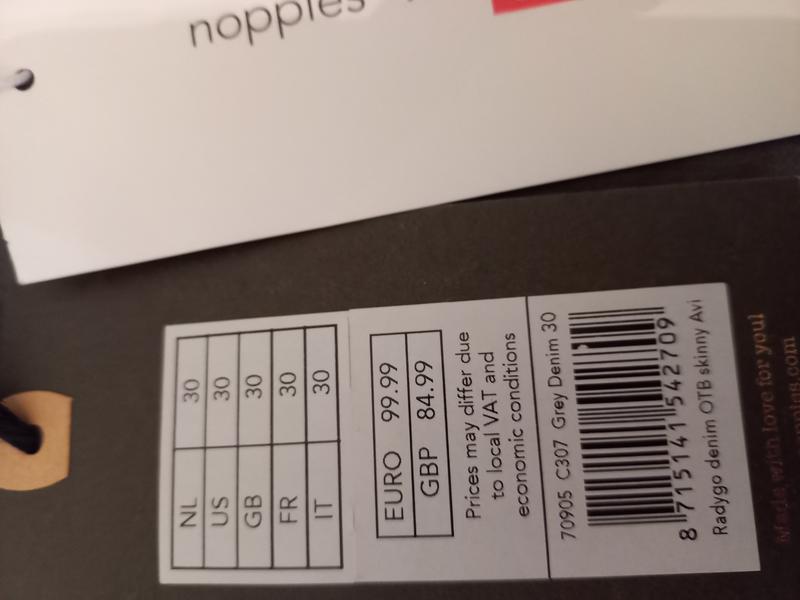 nopples
NL 30
US 30
GB 30
FR 30
IT 30
EURO 99.99
GBP 84.99
Prices may differ due
to local VAT and
economic conditions
70905 C307 Grey Denim 30
8 715141 542709
Radygo denim OTB skinny Avi
Made with love for you!